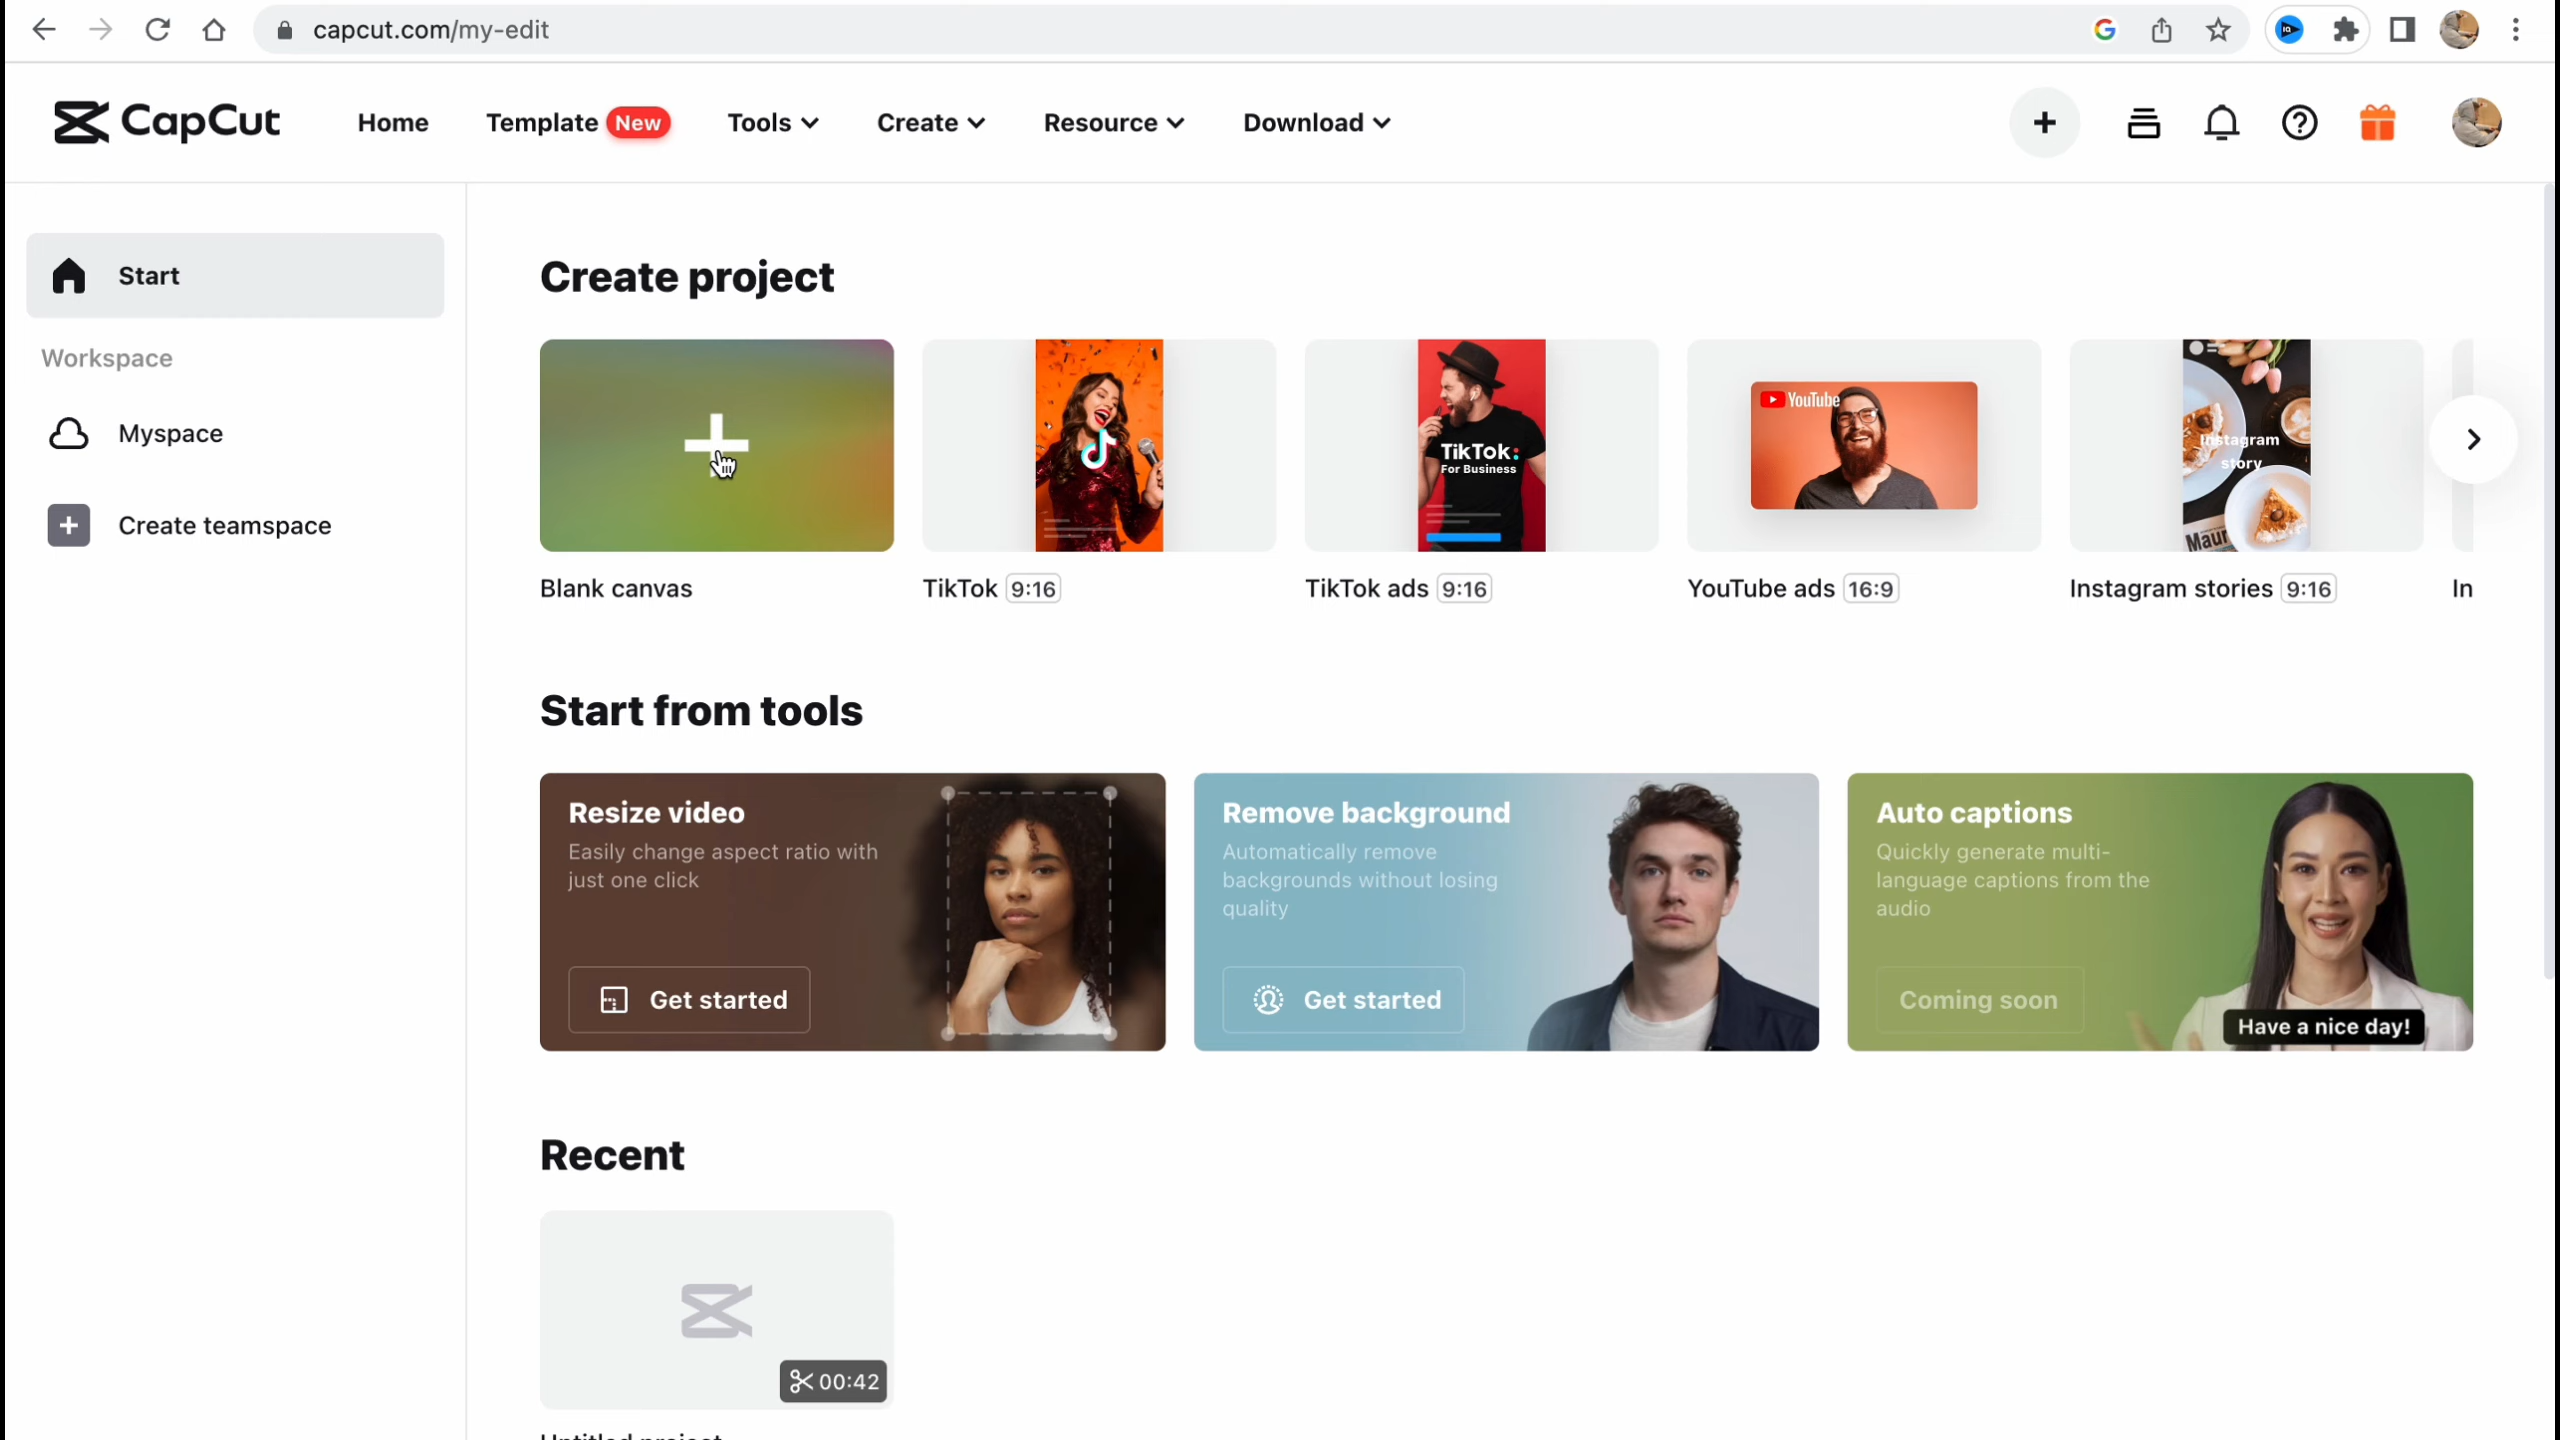 capcut.com/my-edit
CapCut
Home
Template New
Tools
Create
Resource
Download
Start
Workspace
Myspace
Create teamspace
Create project
TikTok:
For Business
YouTube
Instagram
story
Blank canvas
TikTok 9:16
TikTok ads 9:16
YouTube ads 16:9
Instagram stories 9:16
In
Start from tools
Resize video
Easily change aspect ratio with
just one click
Get started
Remove background
Automatically remove
backgrounds without losing
quality
Get started
Auto captions
Quickly generate multi-
language captions from the
audio
Coming soon
Have a nice day!
Recent
00:42
Untitled project